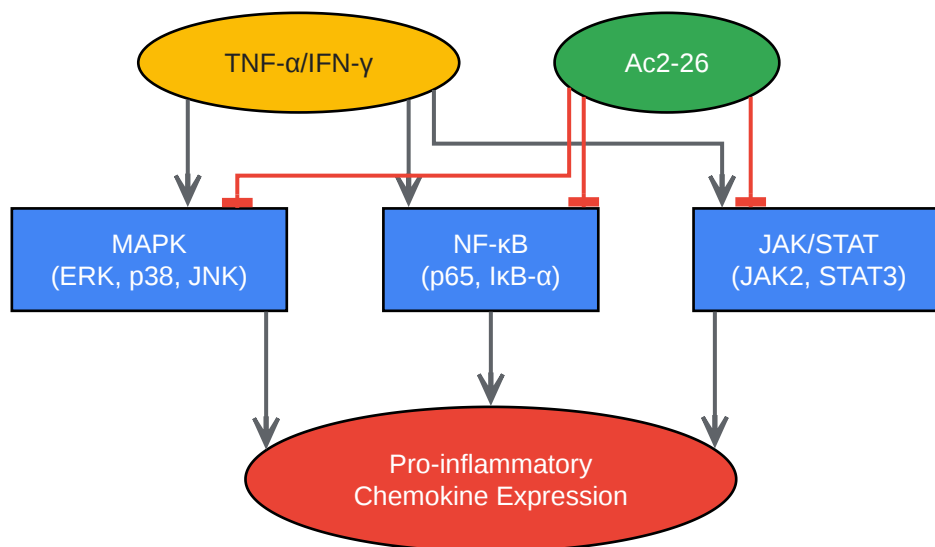 TNF-α/IFN-γ
Ac2-26
MAPK
(ERK, p38, JNK)
NF-κB
(p65, IκB-α)
JAK/STAT
(JAK2, STAT3)
Pro-inflammatory
Chemokine Expression